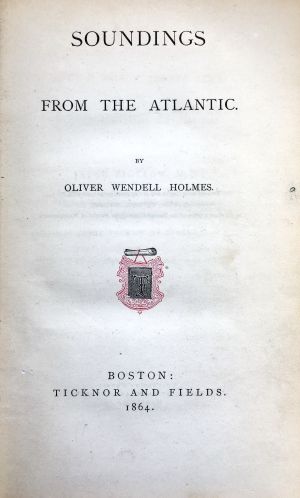 SOUNDINGS
FROM THE ATLANTIC.
BY
OLIVER WENDELL HOLMES.
BOSTON:
TICKNOR AND FIELDS.
1864.